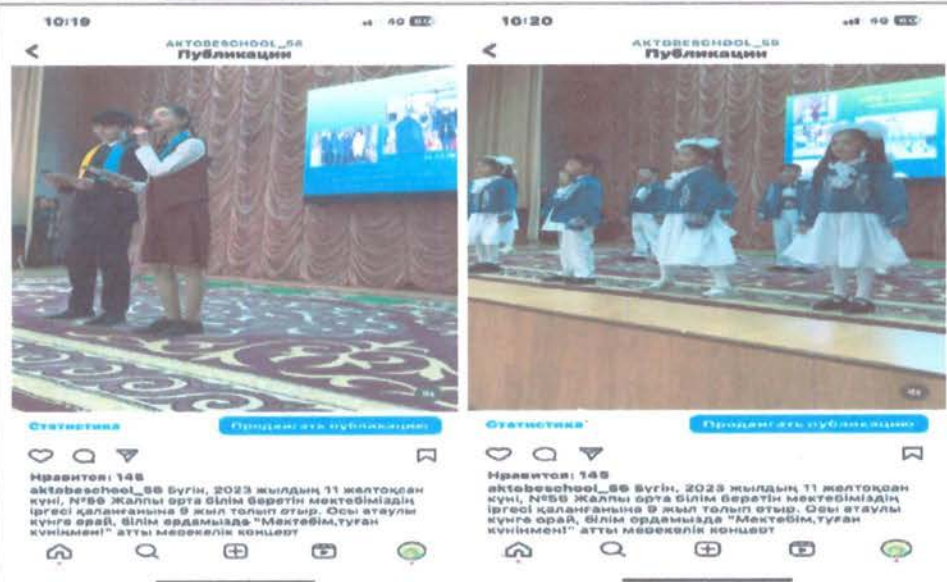 10:19
AKTOBESCHOOL_56
Публикации
Статистика
Продвигать публикацию
Нравится: 145
aktobeschool_56 Бүгін, 2023 жылдың 11 желтоқсан
күні, №56 Жалпы орта білім беретін мектебіміздің
іргесі қаланғанына 9 жыл толып отыр. Осы атаулы
күнге орай, білім ордамызда "Мектебім,туған
күніңмен!" атты мерекелік концерт
10:20
AKTOBESCHOOL_56
Публикации
Статистика
Продвигать публикацию
Нравится: 145
aktobeschool_56 Бүгін, 2023 жылдың 11 желтоқсан
күні, №56 Жалпы орта білім беретін мектебіміздің
іргесі қаланғанына 9 жыл толып отыр. Осы атаулы
күнге орай, білім ордамызда "Мектебім,туған
күніңмен!" атты мерекелік концерт